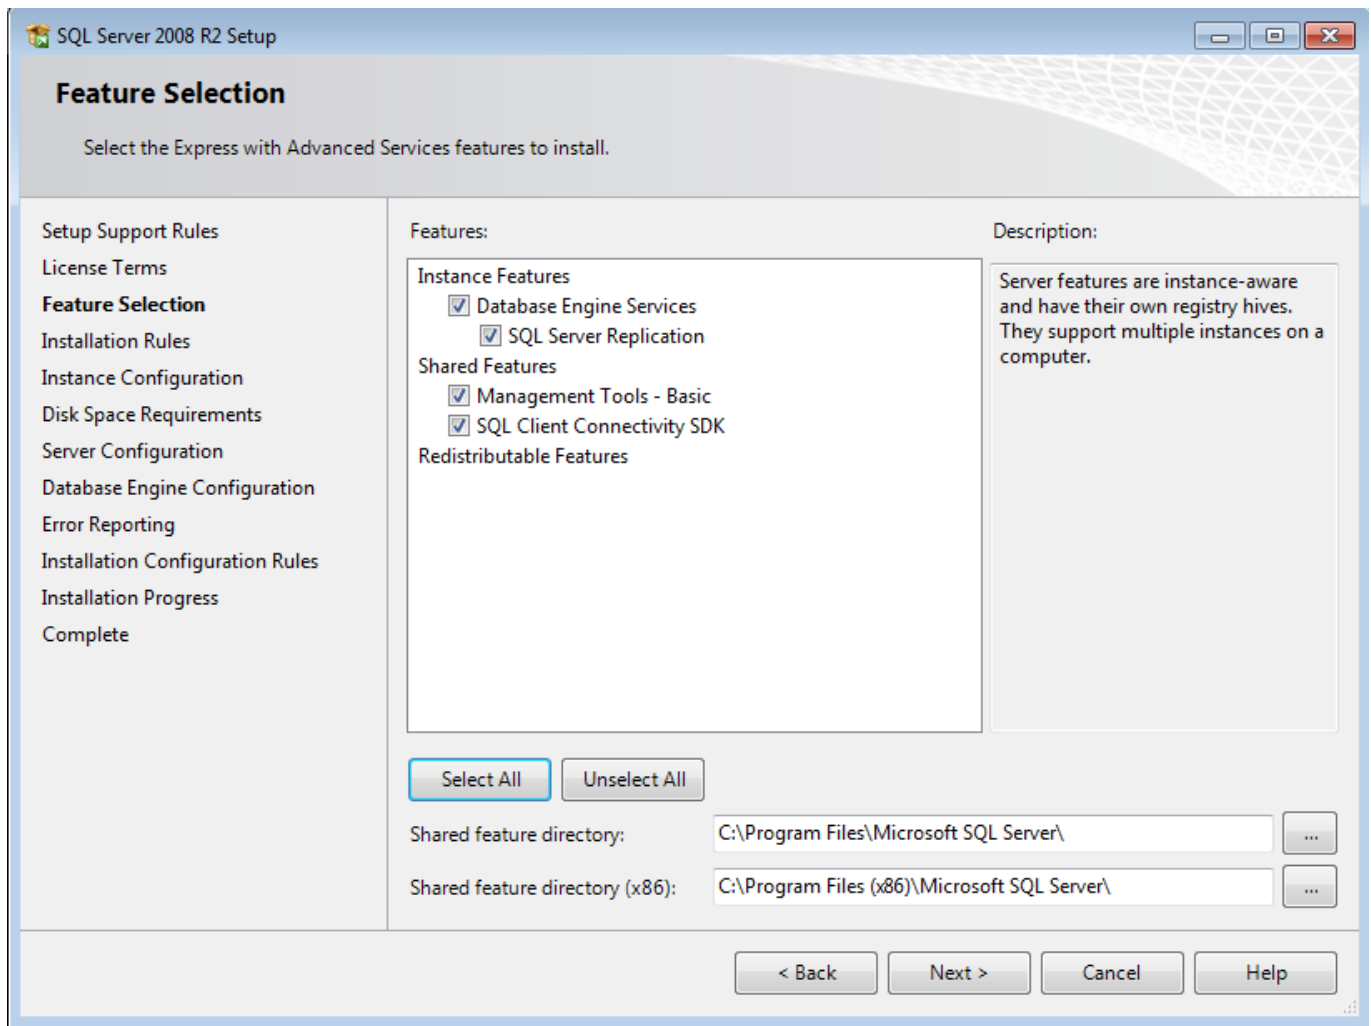 SQL Server 2008 R2 Setup
Feature Selection
Select the Express with Advanced Services features to install.
Setup Support Rules
License Terms
Feature Selection
Installation Rules
Instance Configuration
Disk Space Requirements
Server Configuration
Database Engine Configuration
Error Reporting
Installation Configuration Rules
Installation Progress
Complete
Features:
Instance Features
Database Engine Services
SQL Server Replication
Shared Features
Management Tools - Basic
SQL Client Connectivity SDK
Redistributable Features
Description:
Server features are instance-aware
and have their own registry hives.
They support multiple instances on a
computer.
Select All
Unselect All
Shared feature directory:
C:\Program Files\Microsoft SQL Server\
...
Shared feature directory (x86):
C:\Program Files (x86)\Microsoft SQL Server\
...
< Back
Next >
Cancel
Help